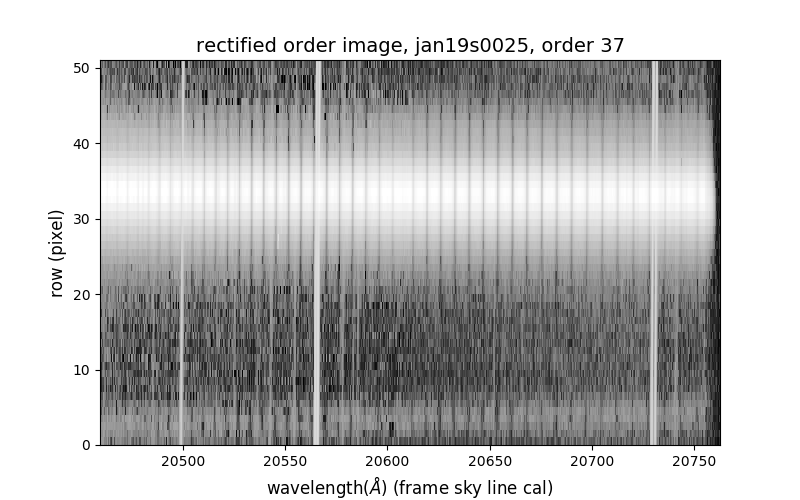 rectified order image, jan19s0025, order 37
50
40
30
20
10
0
row (pixel)
20500 20550 20600 20650 20700 20750
wavelength(Å) (frame sky line cal)